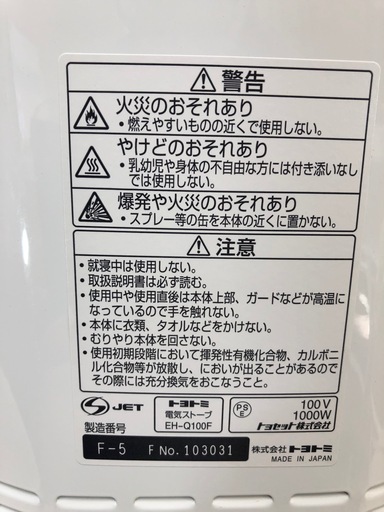 警告
火災のおそれあり
・燃えやすいものの近くで使用しない。
やけどのおそれあり
・乳幼児や身体の不自由な方には付き添いなし
では使用しない。
爆発や火災のおそれあり
・スプレー等の缶を本体の近くに置かない。
注意
・就寝中は使用しない。
・取扱説明書は必ず読む。
・使用中や使用直後は本体上部、ガードなどが高温に
なっているので手を触れない。
・本体に衣類、タオルなどをかけない。
・むりやり本体を回さない。
・使用初期段階において揮発性有機化合物、カルボニ
ル化合物等が放散し、においが出ることがあるので
その際には充分換気をおこなうこと。
S JET
トヨトミ
電気ストーブ
EH-Q100F
PS
E
100V
1000W
トヨセット株式会社
製造番号
F-5 F No. 103031
株式会社トヨトミ
MADE IN JAPAN